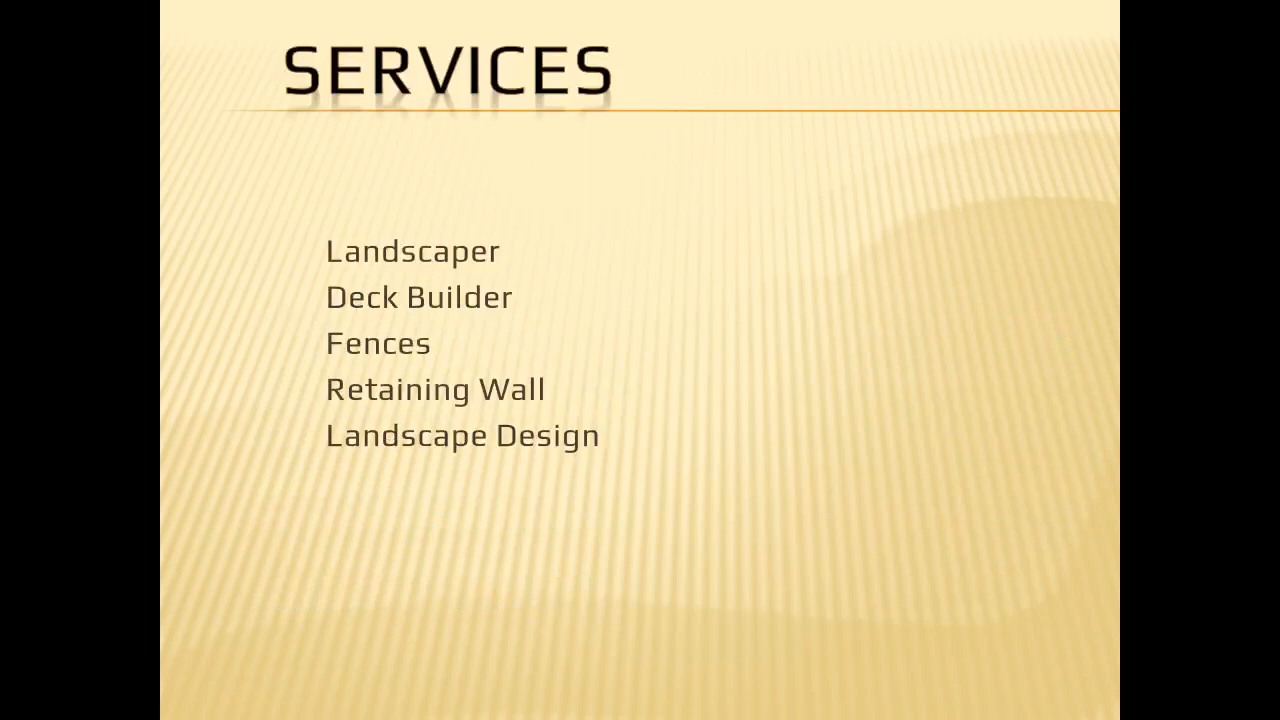 SERVICES
Landscaper
Deck Builder
Fences
Retaining Wall
Landscape Design